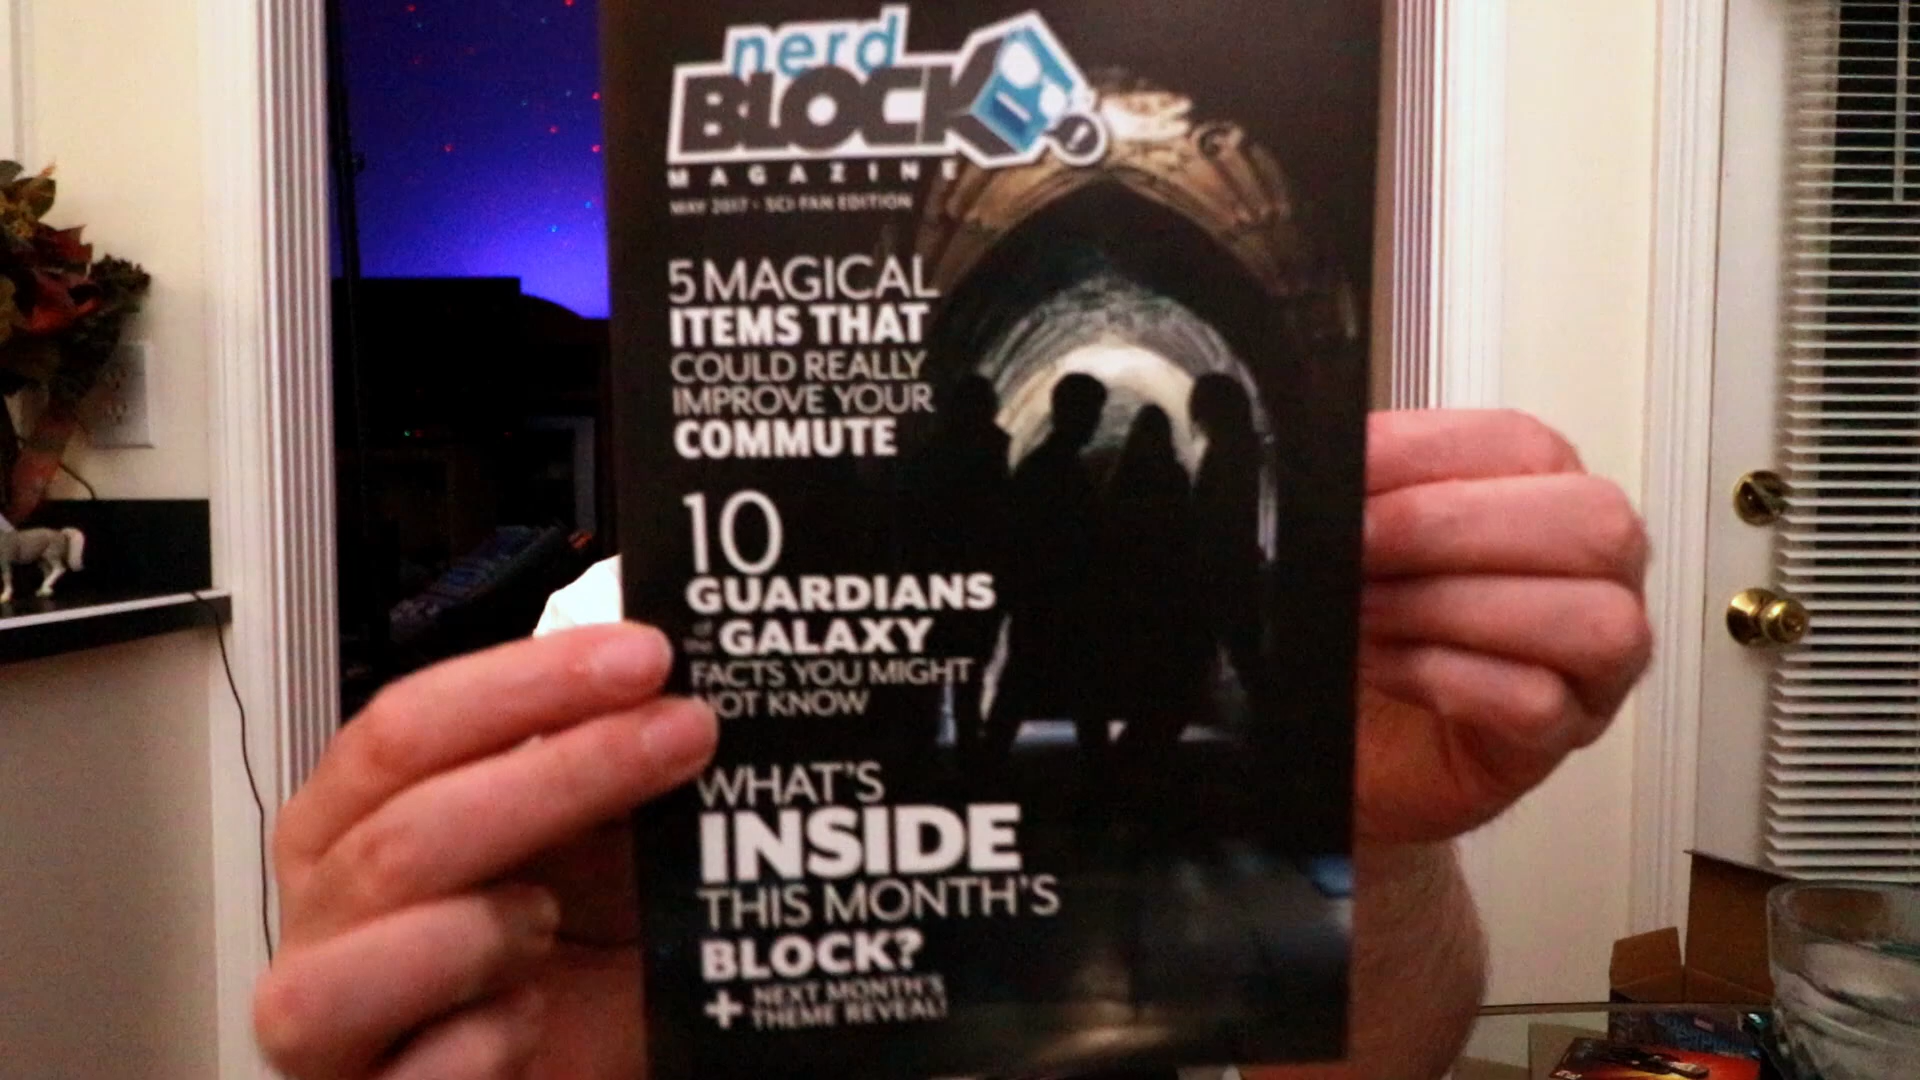 nerd
BLOCK
MAGAZINE
MAY 2017 - SCI-FAN EDITION
5 MAGICAL
ITEMS THAT
COULD REALLY
IMPROVE YOUR
COMMUTE
10
GUARDIANS
of the GALAXY
FACTS YOU MIGHT
NOT KNOW
WHAT'S
INSIDE
THIS MONTH'S
BLOCK?
+ NEXT MONTH'S
THEME REVEAL!